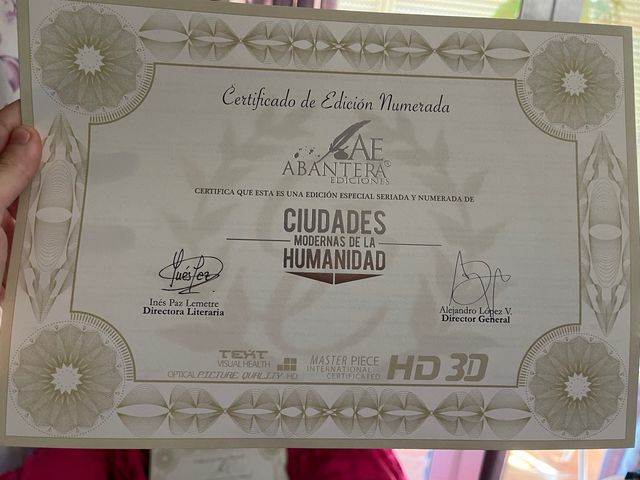 Certificado de Edición Numerada
AE
ABANTERA®
EDICIONES
CERTIFICA QUE ESTA ES UNA EDICIÓN ESPECIAL SERIADA Y NUMERADA DE
CIUDADES
MODERNAS DE LA
HUMANIDAD
Inés Paz
Inés Paz Lemetre
Directora Literaria
Alejandro López V.
Director General
TEXT
VISUAL HEALTH
OPTICAL PICTURE QUALITY HD
MASTER PIECE
INTERNATIONAL
CERTIFICATED
HD 3D